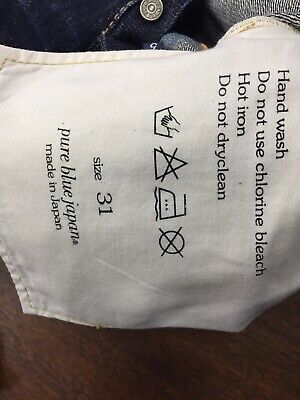 Hand wash
Do not use chlorine bleach
Hot iron
Do not dryclean
size 31
pure blue japan®
made in Japan